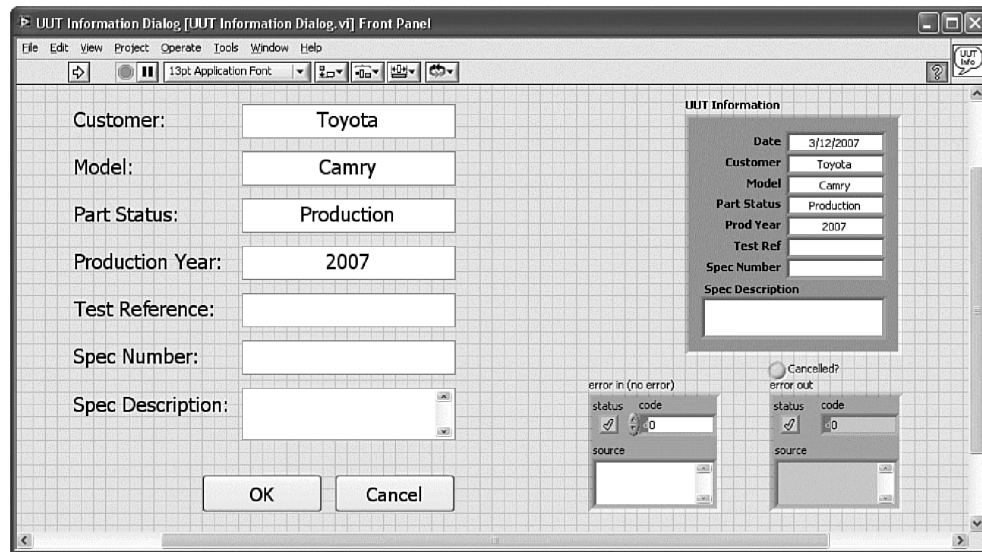 UUT Information Dialog [UUT Information Dialog.vi] Front Panel
File Edit View Project Operate Tools Window Help
13pt Application Font
UUT Info
Customer: Toyota
Model: Camry
Part Status: Production
Production Year: 2007
Test Reference:
Spec Number:
Spec Description:
OK Cancel
UUT Information
Date 3/12/2007
Customer Toyota
Model Camry
Part Status Production
Prod Year 2007
Test Ref
Spec Number
Spec Description
Cancelled?
error in (no error)
status code
d0
source
error out
status code
d0
source